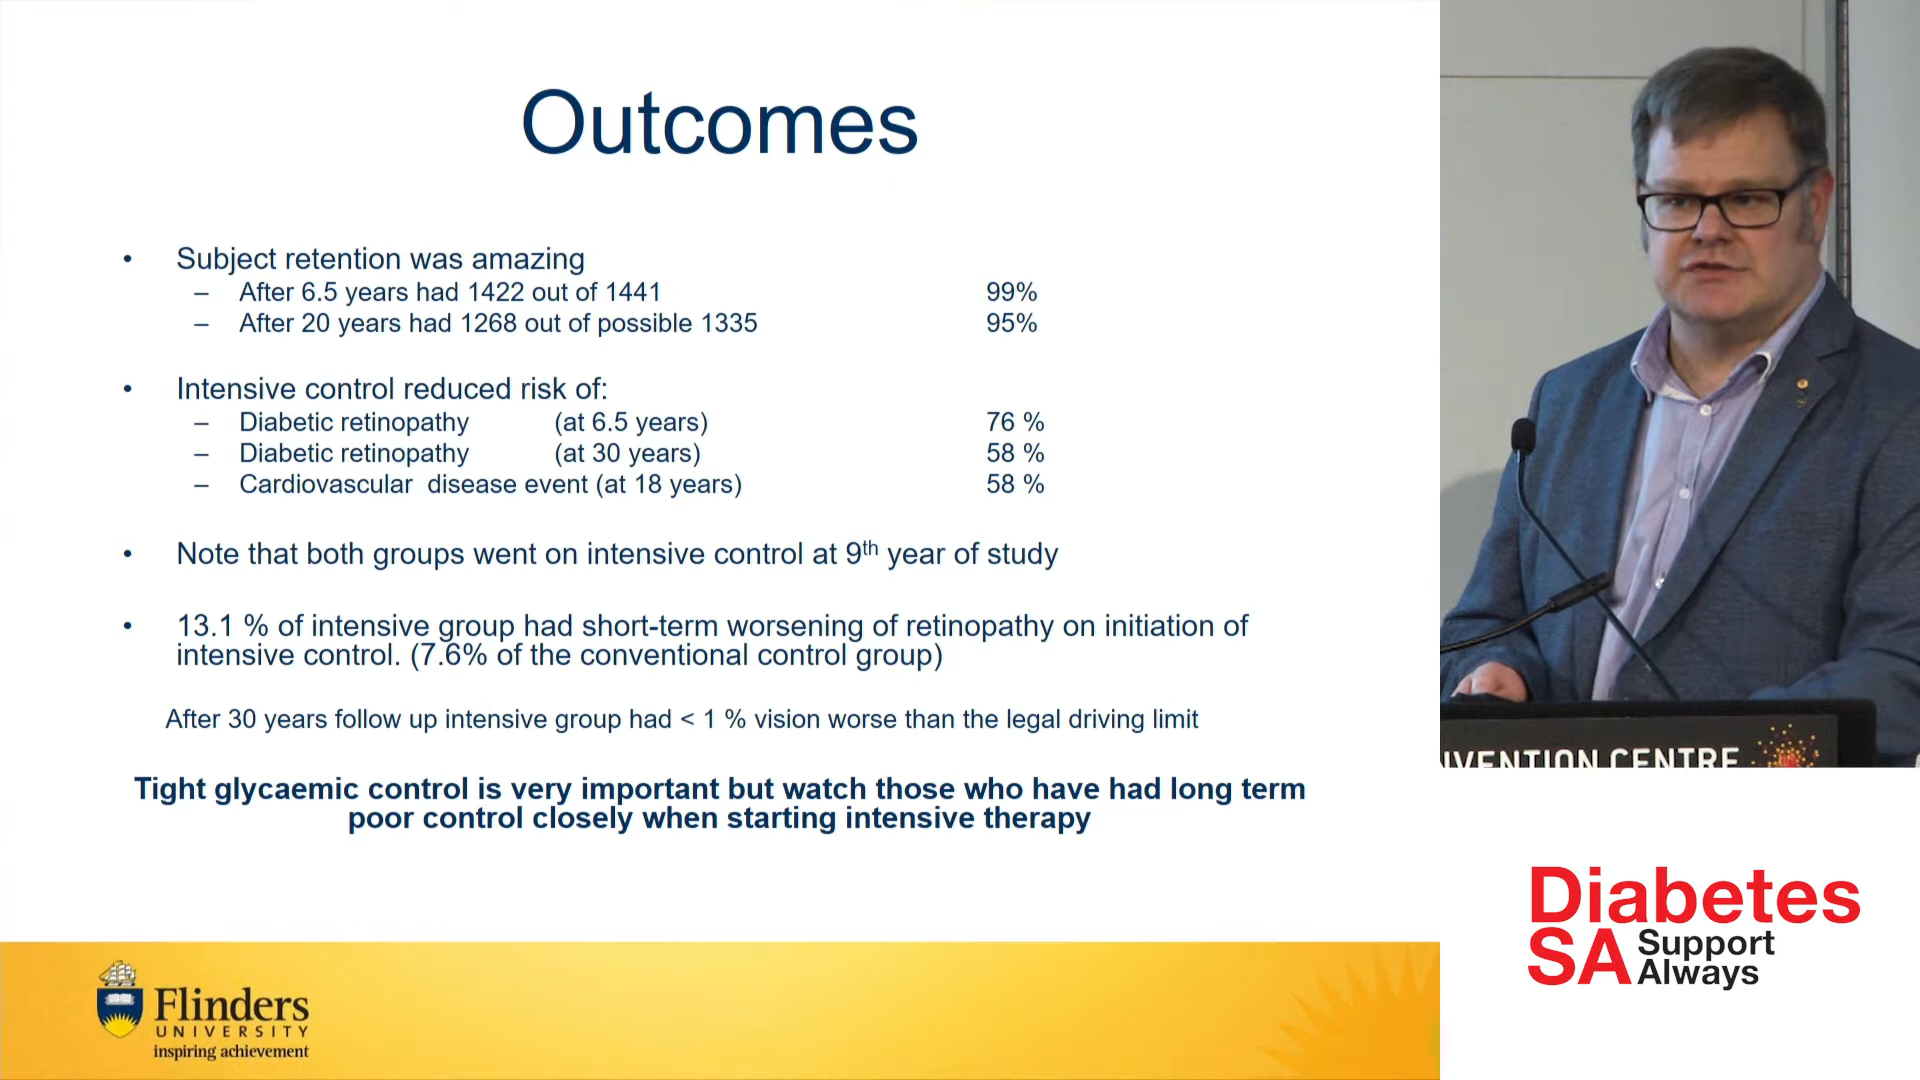 Outcomes
• Subject retention was amazing
– After 6.5 years had 1422 out of 1441 99%
– After 20 years had 1268 out of possible 1335 95%
• Intensive control reduced risk of:
– Diabetic retinopathy (at 6.5 years) 76 %
– Diabetic retinopathy (at 30 years) 58 %
– Cardiovascular disease event (at 18 years) 58 %
• Note that both groups went on intensive control at 9th year of study
• 13.1 % of intensive group had short-term worsening of retinopathy on initiation of
intensive control. (7.6% of the conventional control group)
After 30 years follow up intensive group had < 1 % vision worse than the legal driving limit
Tight glycaemic control is very important but watch those who have had long term
poor control closely when starting intensive therapy
Flinders
UNIVERSITY
inspiring achievement
NVENTION CENTRE
Diabetes
SA Support
Always